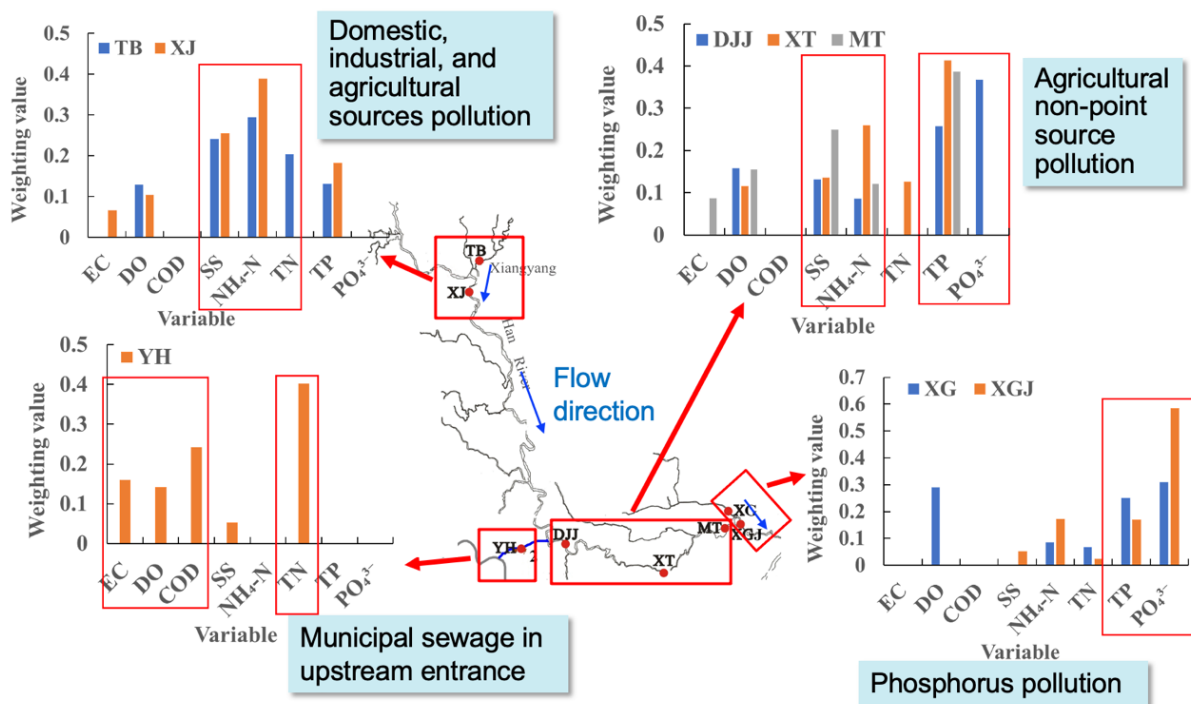 0.5
0.4
0.3
0.2
0.1
0
Weighting value
TB XJ
EC
DO
COD
SS
NH₄-N
TN
TP
PO₄³⁻
Variable
Domestic,
industrial, and
agricultural
sources pollution
0.5
0.4
0.3
0.2
0.1
0
Weighting value
DJJ XT MT
EC
DO
COD
SS
NH₄-N
TN
TP
PO₄³⁻
Variable
Agricultural
non-point
source
pollution
TB
Xiangyang
XJ
Han
River
Flow
direction
YH
2
DJJ
XT
MT
XG
XGJ
0.5
0.4
0.3
0.2
0.1
0
Weighting value
YH
EC
DO
COD
SS
NH₄-N
TN
TP
PO₄³⁻
Variable
Municipal sewage in
upstream entrance
0.7
0.6
0.5
0.4
0.3
0.2
0.1
0
Weighting value
XG XGJ
EC
DO
COD
SS
NH₄-N
TN
TP
PO₄³⁻
Variable
Phosphorus pollution